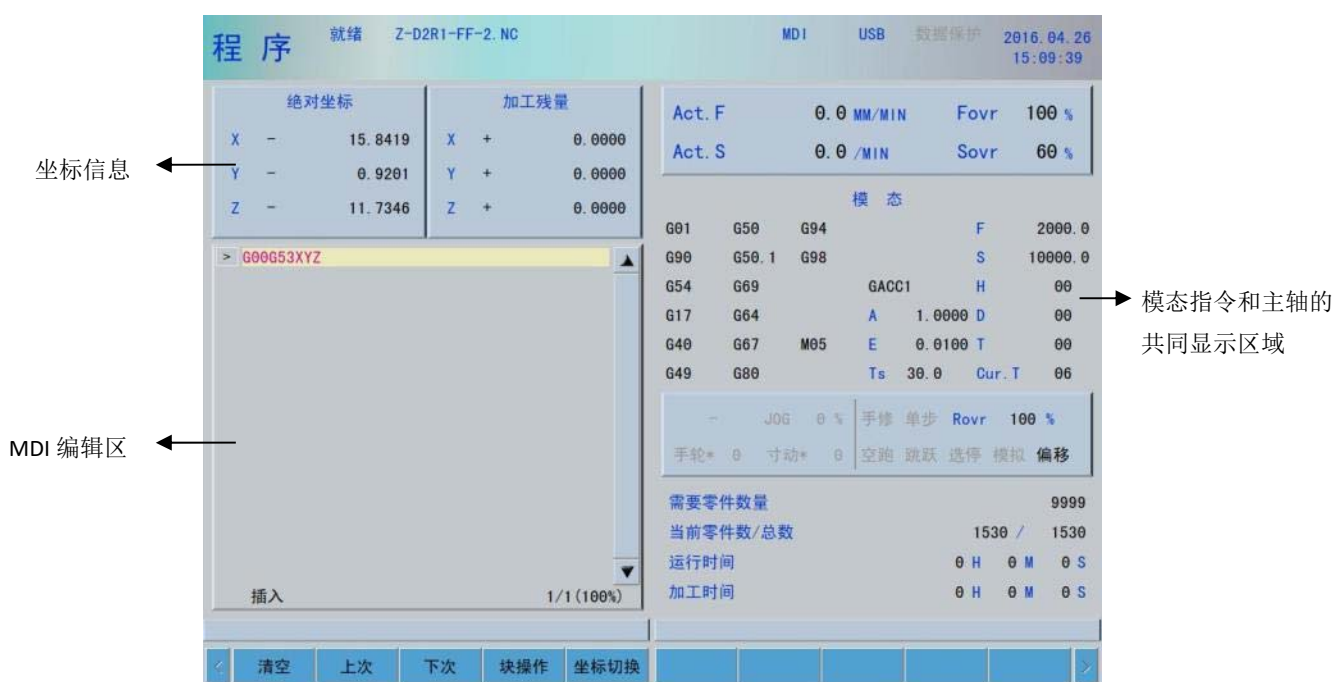 程 序 就绪 Z-D2R1-FF-2.NC MDI USB 数据保护 2016.04.26
15:09:39
绝对坐标 加工残量
X - 15.8419 X + 0.0000
Y - 0.9201 Y + 0.0000
Z - 11.7346 Z + 0.0000
坐标信息
> G00G53XYZ
MDI 编辑区
插入 1/1(100%)
Act.F 0.0 MM/MIN Fovr 100 %
Act.S 0.0 /MIN Sovr 60 %
模 态
G01 G50 G94 F 2000.0
G90 G50.1 G98 S 10000.0
G54 G69 GACC1 H 00
G17 G64 A 1.0000 D 00
G40 G67 M05 E 0.0100 T 00
G49 G80 Ts 30.0 Cur.T 06
模态指令和主轴的
共同显示区域
- JOG 0 % 手修 单步 Rovr 100 %
手轮* 0 寸动* 0 空跑 跳跃 选停 模拟 偏移
需要零件数量 9999
当前零件数/总数 1530 / 1530
运行时间 0 H 0 M 0 S
加工时间 0 H 0 M 0 S
< 清空 上次 下次 块操作 坐标切换 >